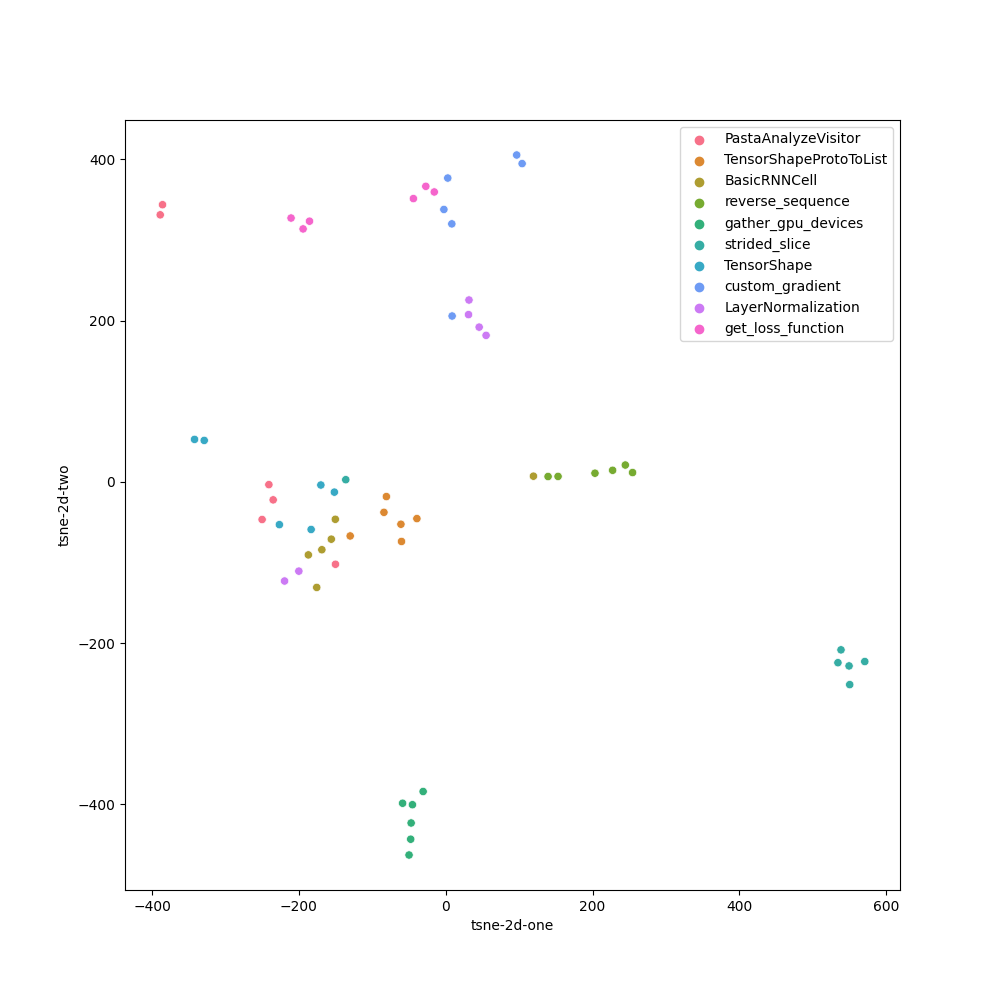 PastaAnalyzeVisitor
TensorShapeProtoToList
BasicRNNCell
reverse_sequence
gather_gpu_devices
strided_slice
TensorShape
custom_gradient
LayerNormalization
get_loss_function
400
200
0
−200
−400
tsne-2d-two
−400
−200
0
200
400
600
tsne-2d-one